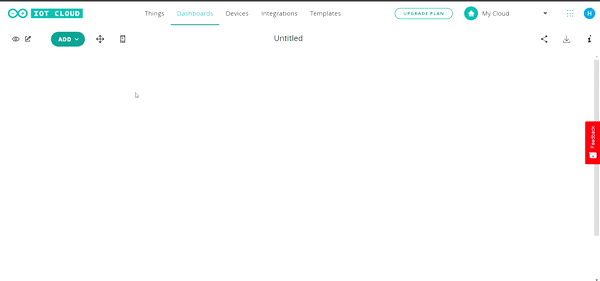 IOT CLOUD Things Dashboards Devices Integrations Templates UPGRADE PLAN My Cloud H
ADD Untitled
Feedback